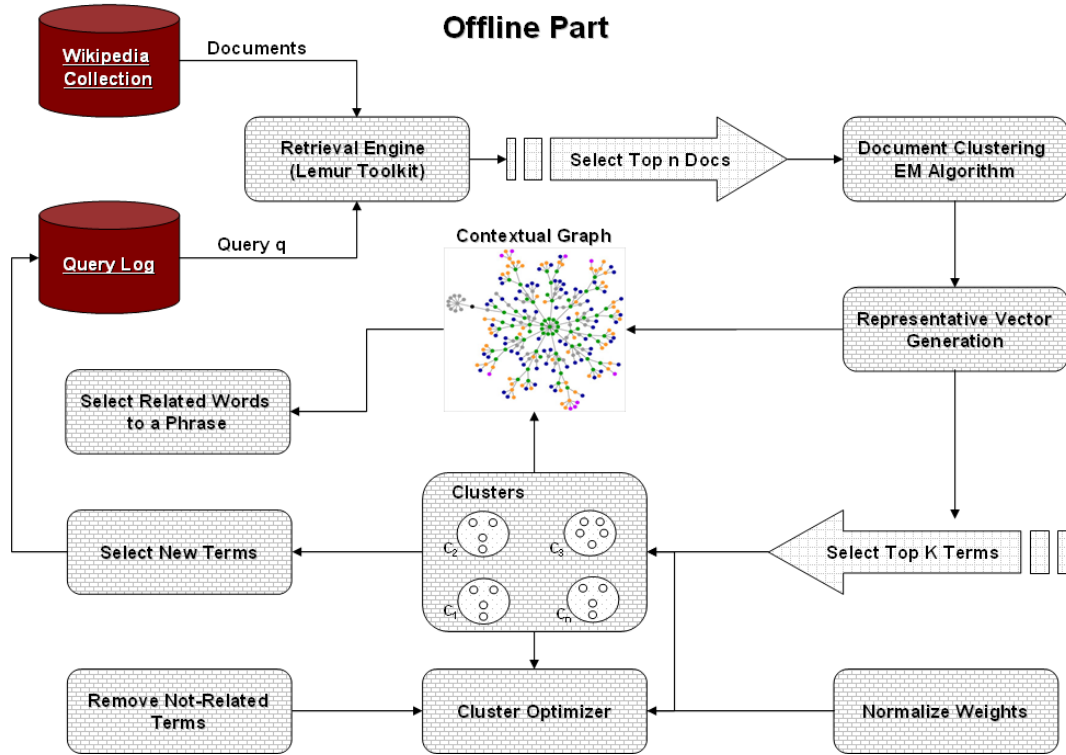 Offline Part
Wikipedia
Collection
Documents
Retrieval Engine
(Lemur Toolkit)
Select Top n Docs
Document Clustering
EM Algorithm
Query Log
Query q
Contextual Graph
Representative Vector
Generation
Select Related Words
to a Phrase
Clusters
C2
C3
C1
Cn
Select New Terms
Select Top K Terms
Remove Not-Related
Terms
Cluster Optimizer
Normalize Weights